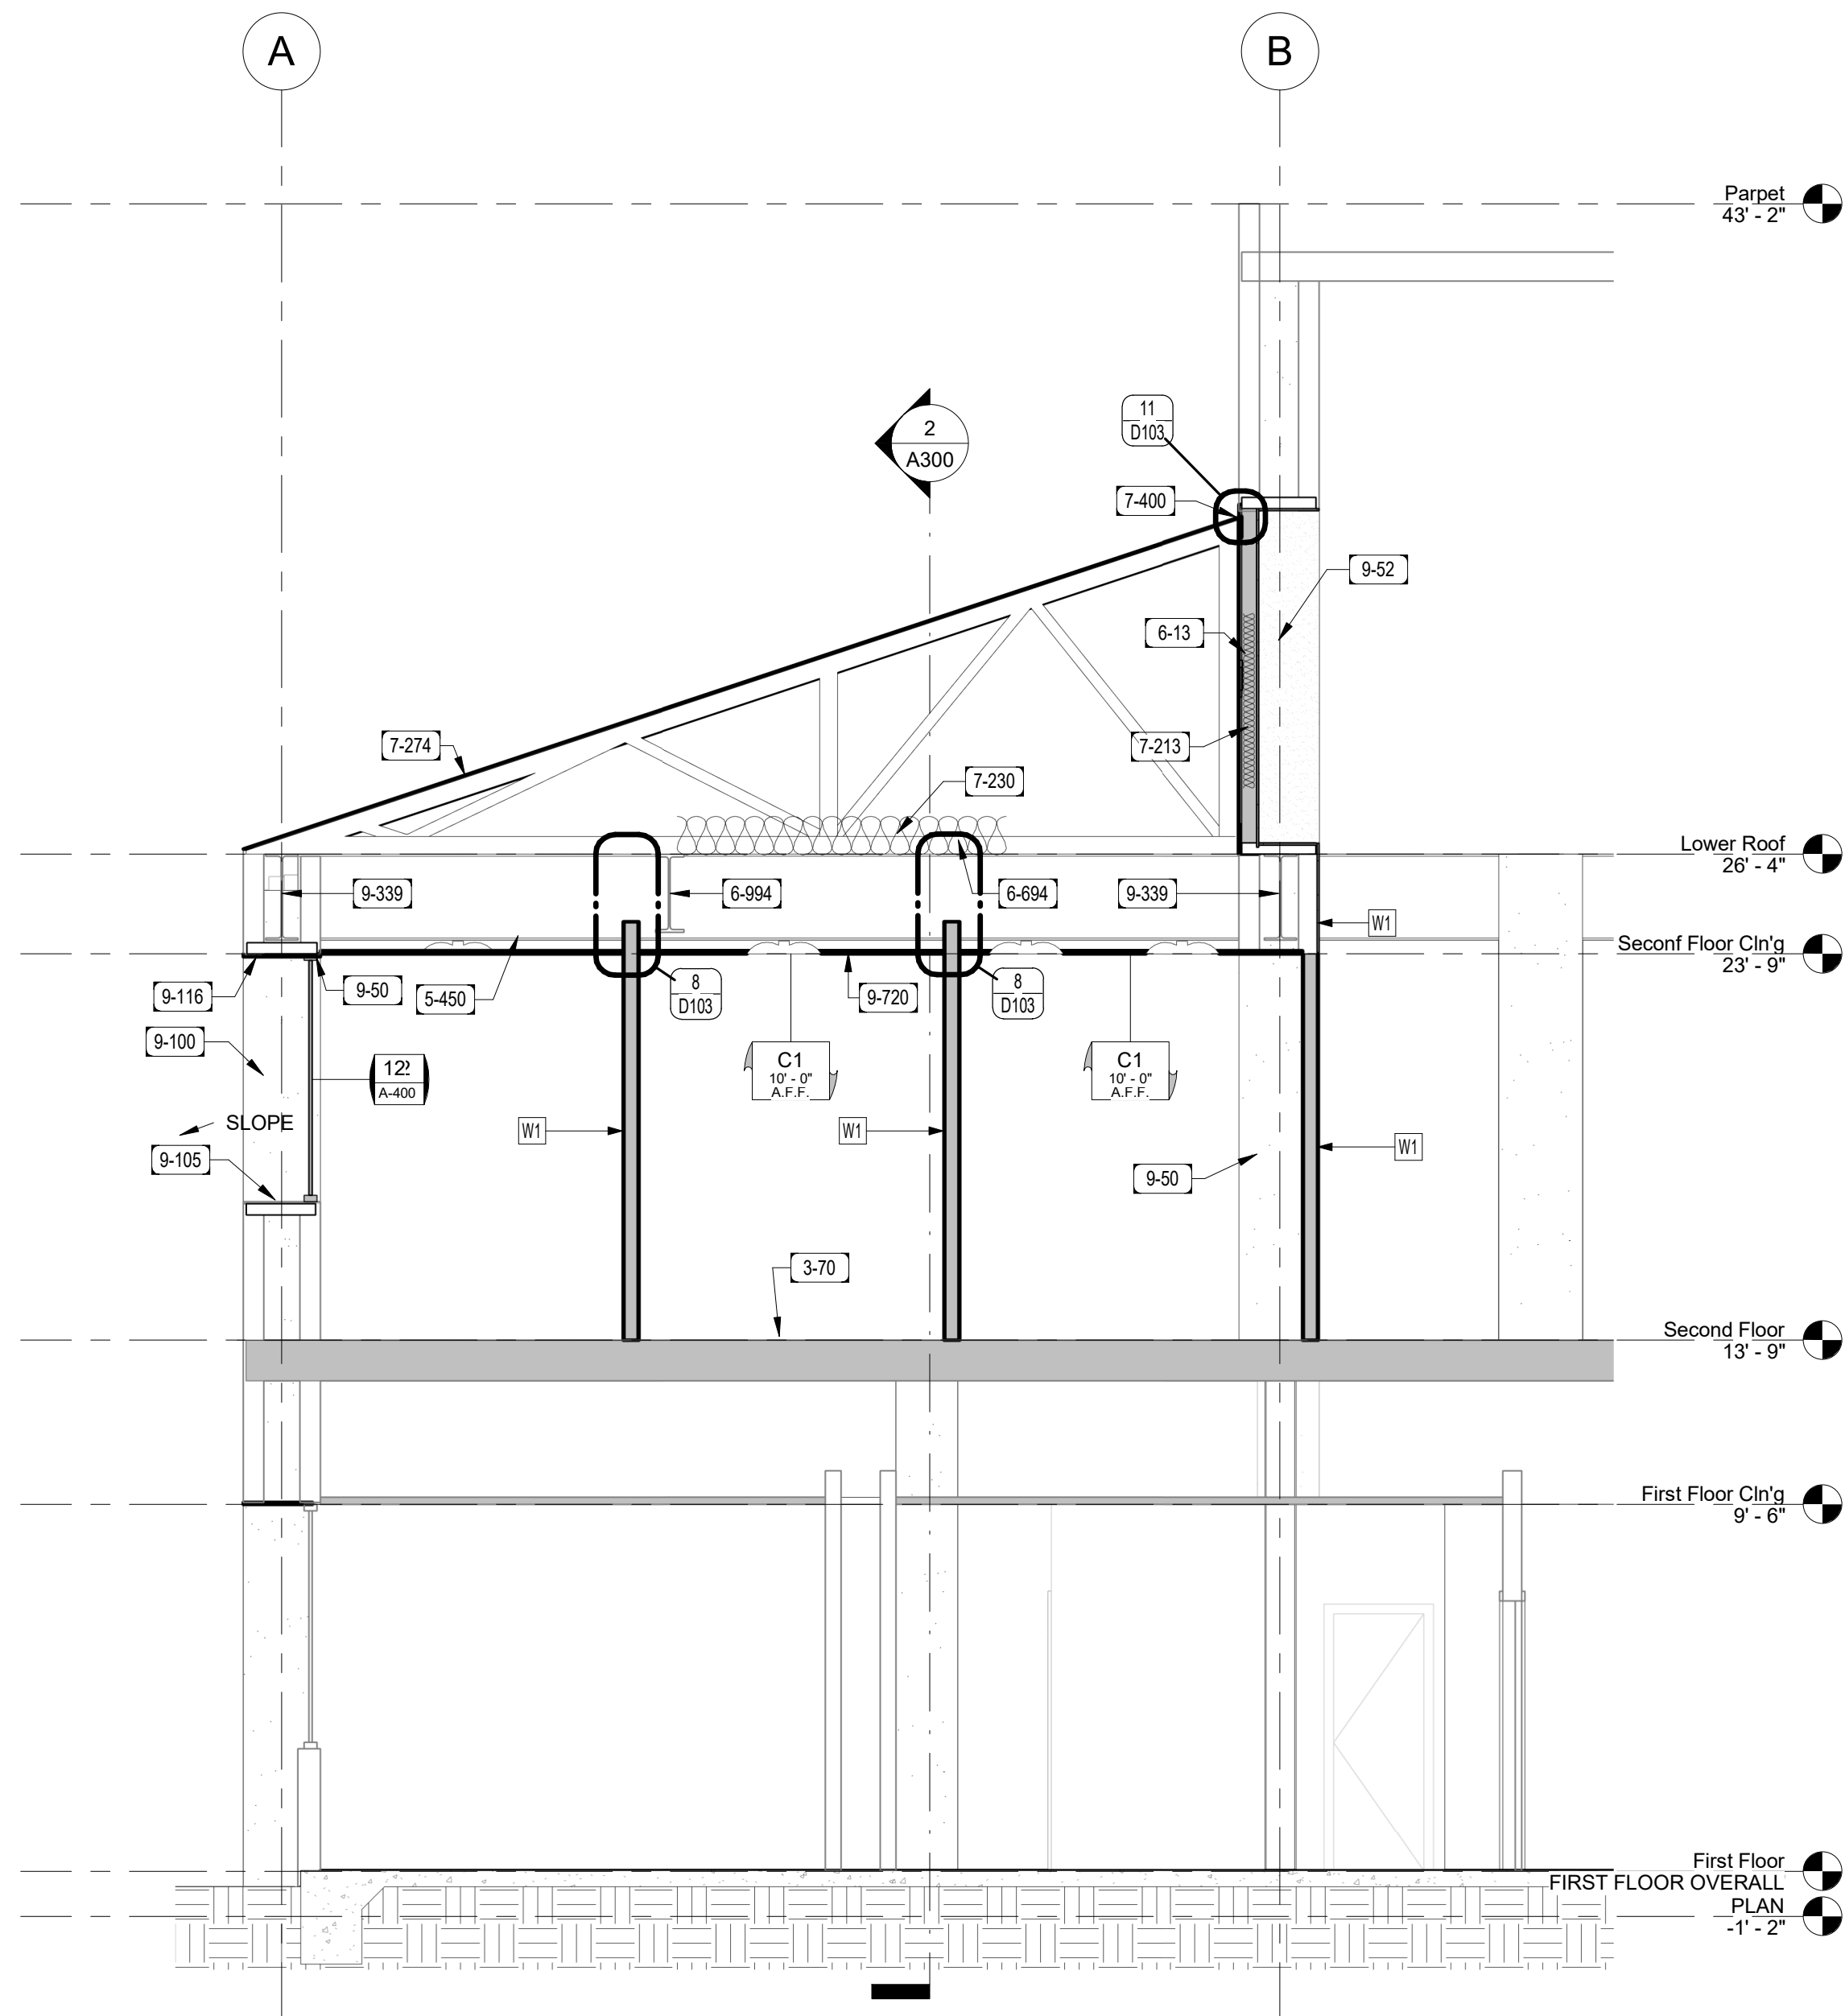 A
B
Parpet
43' - 2"
2
A300
11
D103
7-400
9-52
6-13
7-274
7-213
7-230
Lower Roof
26' - 4"
9-339
6-994
6-694
9-339
W1
Seconf Floor Cln'g
23' - 9"
9-116
9-50
5-450
8
D103
9-720
8
D103
9-100
A-400
C1
10' - 0"
A.F.F.
C1
10' - 0"
A.F.F.
SLOPE
W1
W1
W1
9-105
9-50
3-70
Second Floor
13' - 9"
First Floor Cln'g
9' - 6"
First Floor
FIRST FLOOR OVERALL
PLAN
-1' - 2"